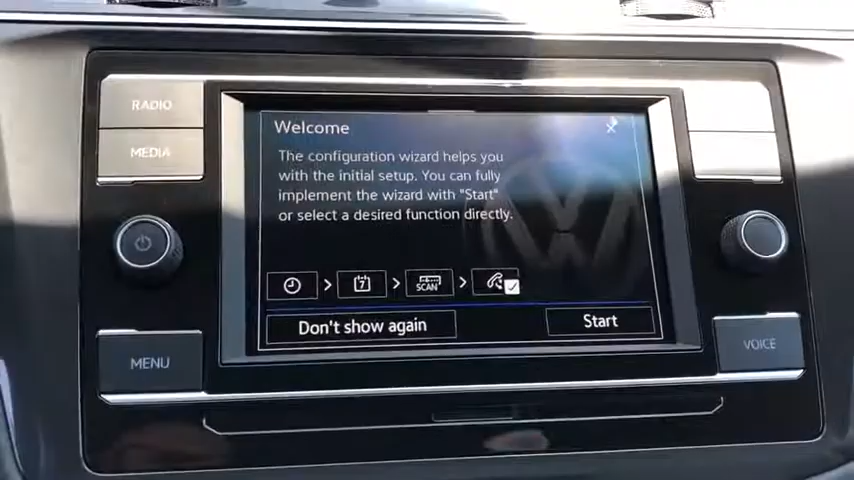 RADIO
MEDIA
MENU
VOICE
Welcome
The configuration wizard helps you
with the initial setup. You can fully
implement the wizard with "Start"
or select a desired function directly.
7
SCAN
Don't show again
Start